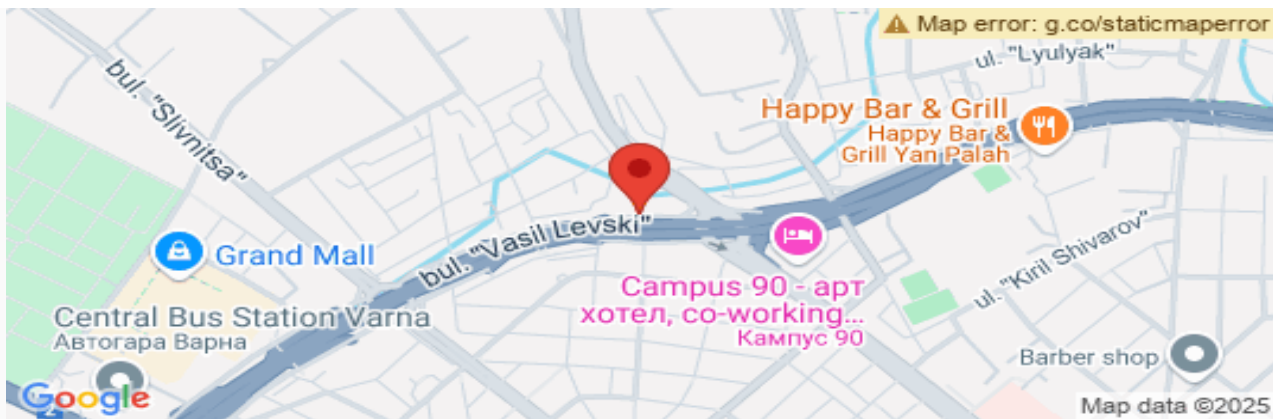 Map error: g.co/staticmaperror
ul. "Lyulyak"
bul. "Slivnitsa"
Happy Bar & Grill
Happy Bar &
Grill Yan Palah
bul. "Vasil Levski"
Grand Mall
ul. "Kiril Shivarov"
Campus 90 - арт
хотел, co-working...
Кампус 90
Central Bus Station Varna
Автогара Варна
Barber shop
Google
Map data ©2025